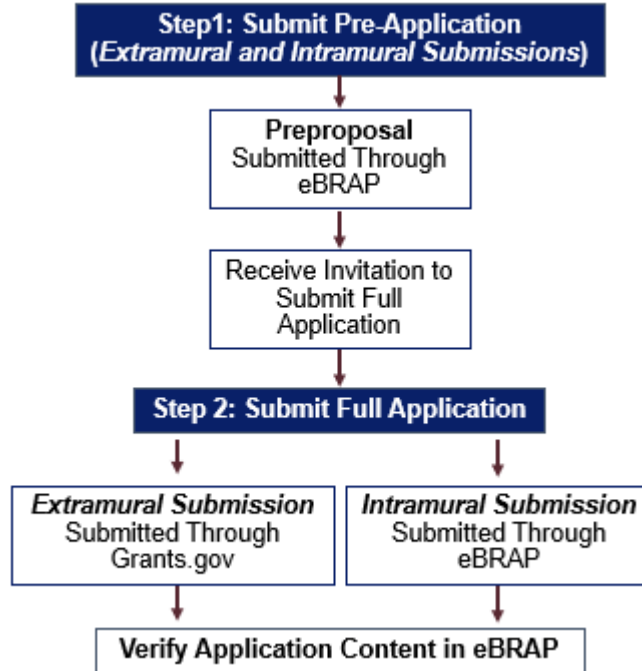 Step1: Submit Pre-Application
(Extramural and Intramural Submissions)
Preproposal
Submitted Through
eBRAP
Receive Invitation to
Submit Full
Application
Step 2: Submit Full Application
Extramural Submission
Submitted Through
Grants.gov
Intramural Submission
Submitted Through
eBRAP
Verify Application Content in eBRAP